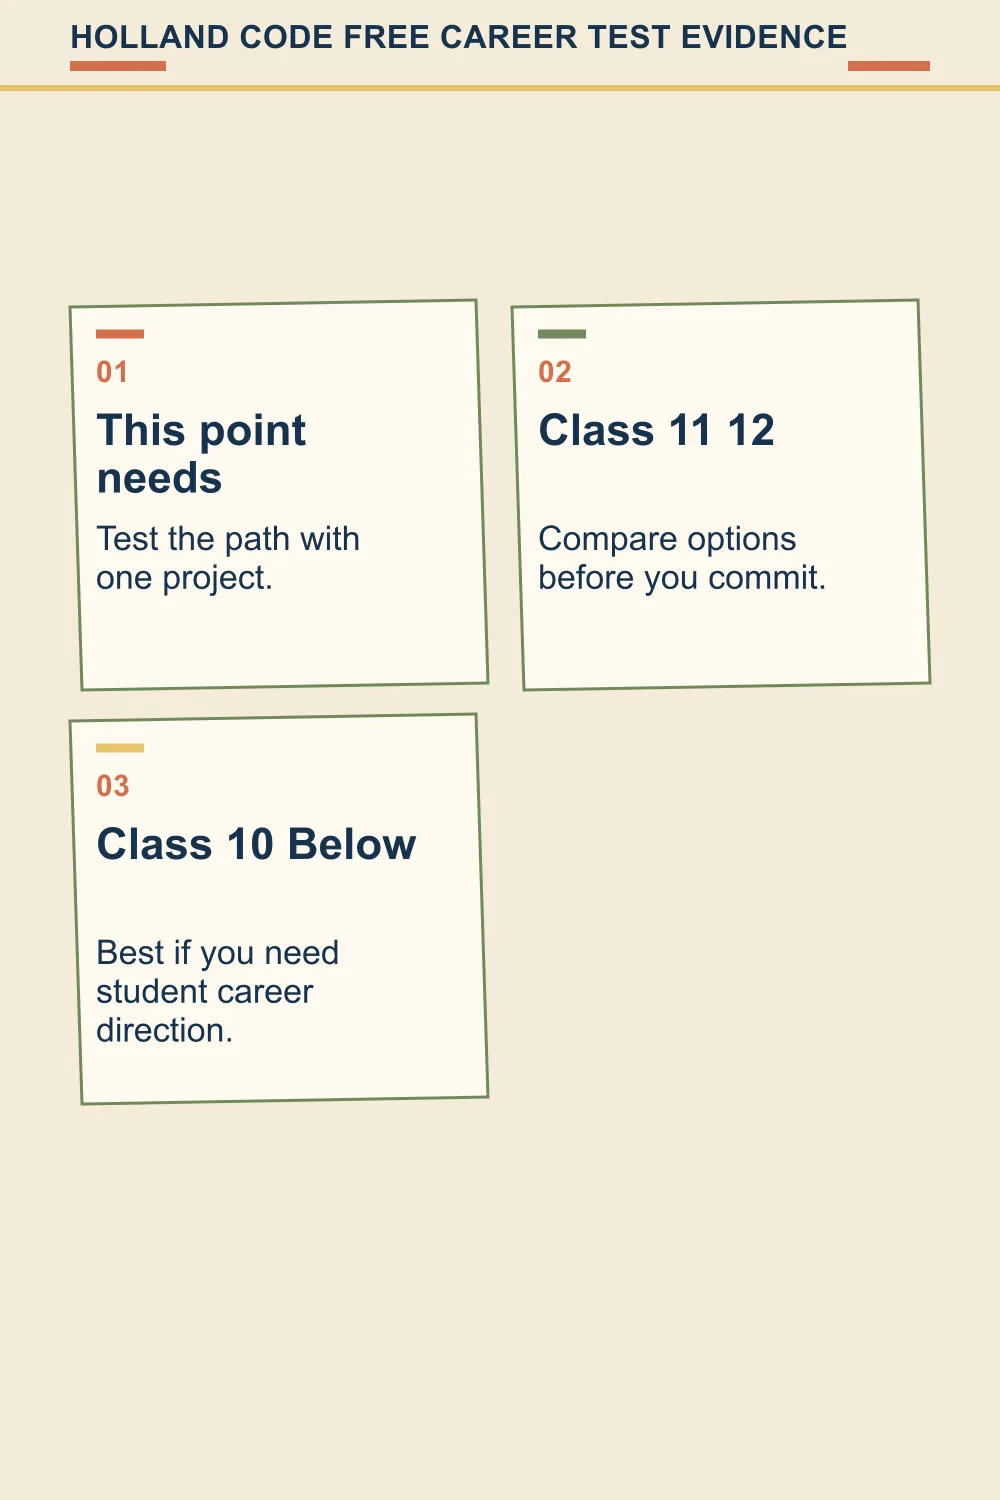 HOLLAND CODE FREE CAREER TEST EVIDENCE
01
This point
needs
Test the path with
one project.
02
Class 11 12
Compare options
before you commit.
03
Class 10 Below
Best if you need
student career
direction.